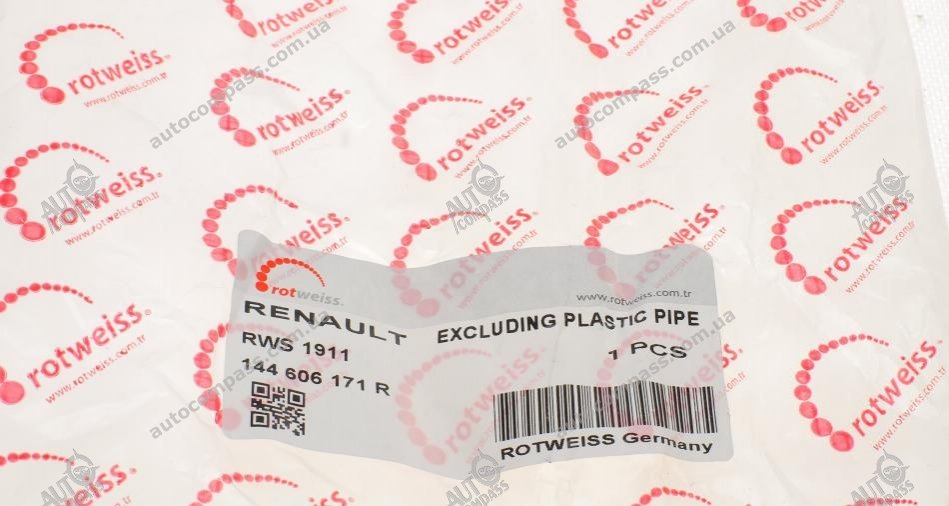 rotweiss.
www.rotweiss.com.tr
RENAULT
EXCLUDING PLASTIC PIPE
RWS 1911
1 PCS
144 606 171 R
ROTWEISS Germany
rotweiss®
www.rotweiss.com.tr
autocompass.com.ua
AUTO COMPASS